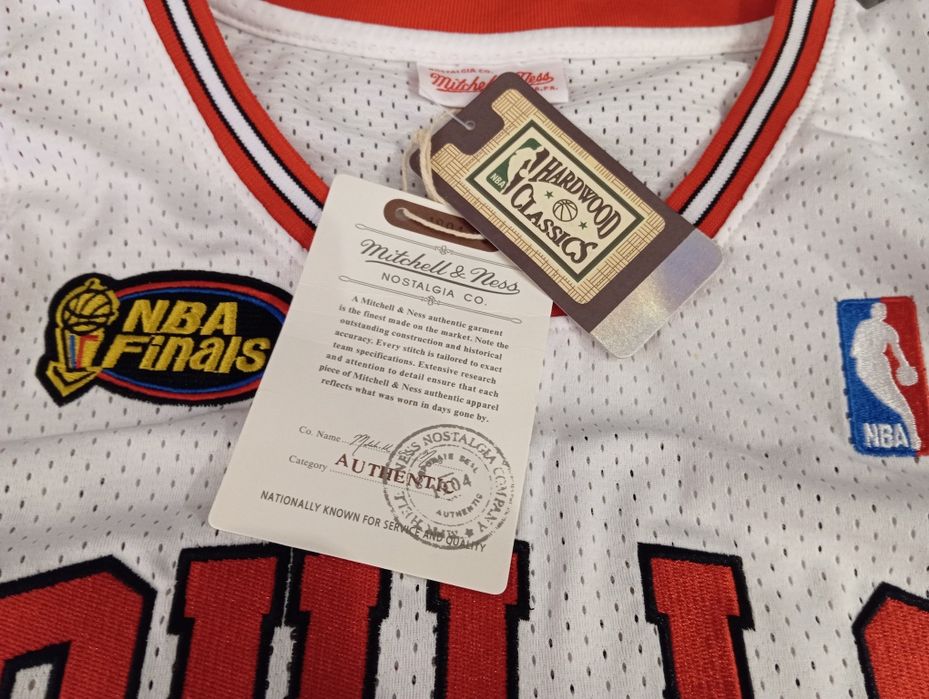 NOSTALGIA CO.
Mitchell & Ness
HARDWOOD
NBA
CLASSICS
Mitchell & Ness
NOSTALGIA CO.
A Mitchell & Ness authentic garment
is the finest made on the market. Note the
outstanding construction and historical
accuracy. Every stitch is tailored to exact
team specifications. Extensive research
and attention to detail ensure that each
piece of Mitchell & Ness authentic apparel
reflects what was worn in days gone by.
Co. Name
Category
AUTHENTIC
NESS NOSTALGIA COMPANY
1904
AUTHENTIC
NATIONALLY KNOWN FOR SERVICE AND QUALITY
NBA
Finals
NBA